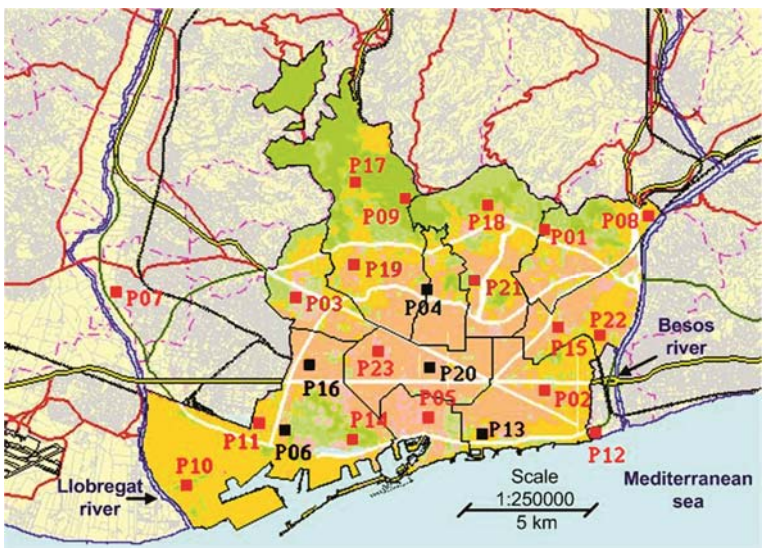 P17
P09
P18
P01
P08
P19
P21
P07
P03
P04
P15
P22
Besos
river
P23
P20
P16
P02
P05
P14
P11
P06
P13
P12
P10
Scale
1:250000
5 km
Llobregat
river
Mediterranean
sea